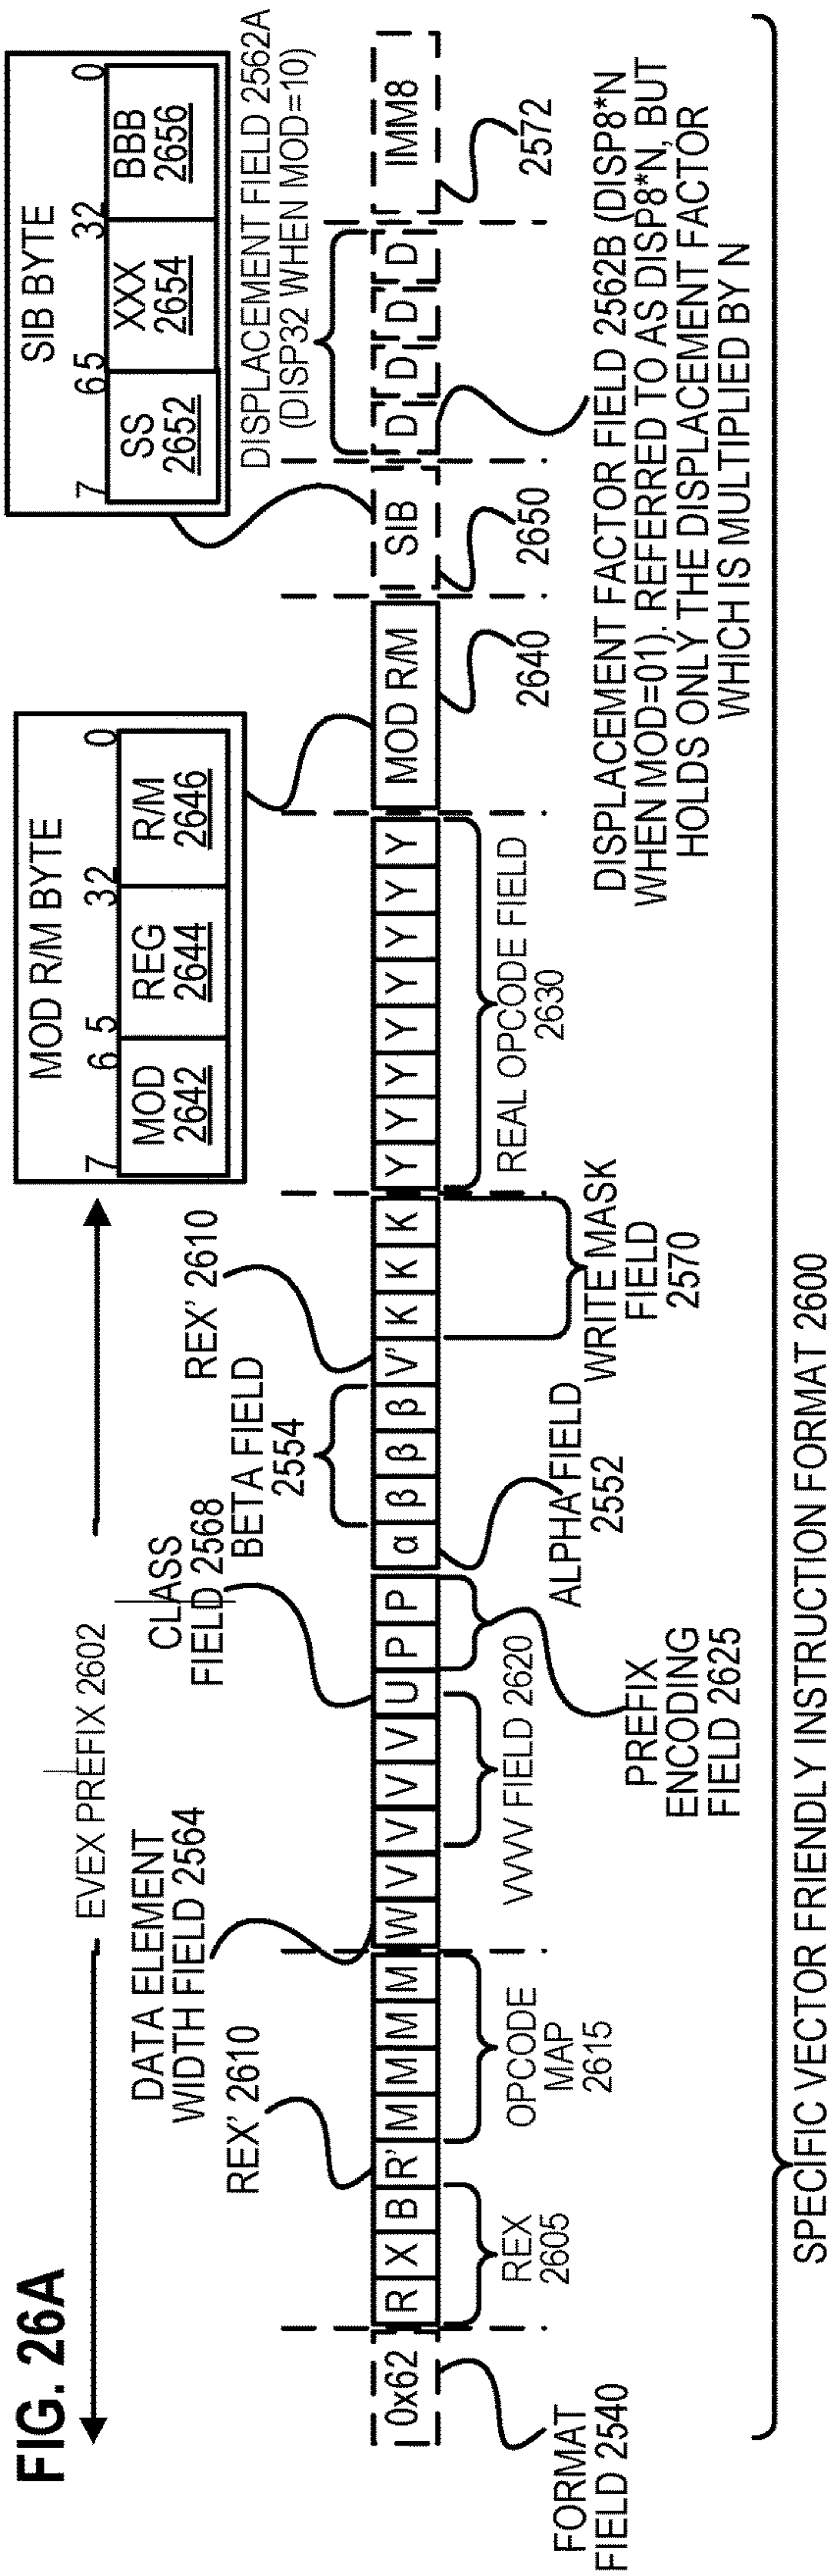 FIG. 26A
EVEX PREFIX 2602
FORMAT
FIELD 2540
0x62
R X B R' M M M M
REX
2605
REX' 2610
OPCODE
MAP
2615
DATA ELEMENT
WIDTH FIELD 2564
W V V V V U P P
VVVV FIELD 2620
CLASS
FIELD 2568
PREFIX
ENCODING
FIELD 2625
α β β β V' K K K
ALPHA FIELD
2552
BETA FIELD
2554
REX' 2610
WRITE MASK
FIELD
2570
Y Y Y Y Y Y Y Y
REAL OPCODE FIELD
2630
MOD R/M BYTE
7 6 5 3 2 0
MOD REG R/M
2642 2644 2646
MOD R/M
2640
SIB BYTE
7 6 5 3 2 0
SS XXX BBB
2652 2654 2656
SIB
2650
DISPLACEMENT FIELD 2562A
(DISP32 WHEN MOD=10)
D D D D
IMM8
2572
DISPLACEMENT FACTOR FIELD 2562B (DISP8*N
WHEN MOD=01). REFERRED TO AS DISP8*N, BUT
HOLDS ONLY THE DISPLACEMENT FACTOR
WHICH IS MULTIPLIED BY N
SPECIFIC VECTOR FRIENDLY INSTRUCTION FORMAT 2600